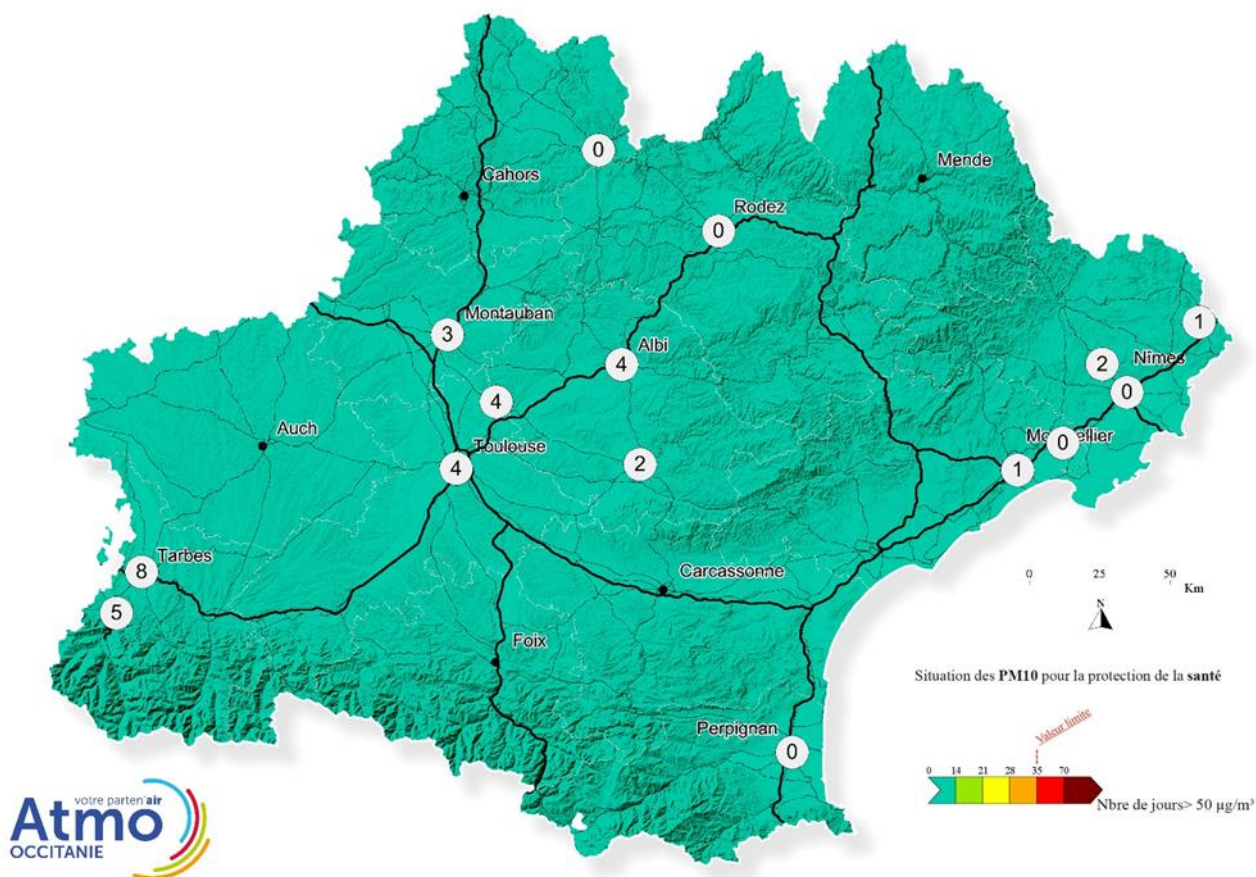 0
Cahors
Mende
Rodez
0
Montauban
3
1
Albi
4
2
Nîmes
0
4
Auch
Toulouse
4
2
Montpellier
0
1
Tarbes
8
5
Carcassonne
Foix
Perpignan
0
0 25 50
Km
N
Situation des PM10 pour la protection de la santé
Valeur limite
0 14 21 28 35 70
Nbre de jours> 50 µg/m³
votre parten'air
Atmo
OCCITANIE